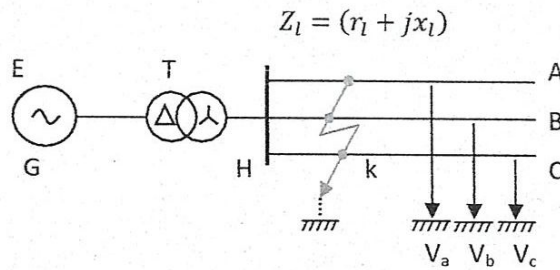 Z_l = (r_l + jx_l)
E T A
B
G H k C
V_a V_b V_c